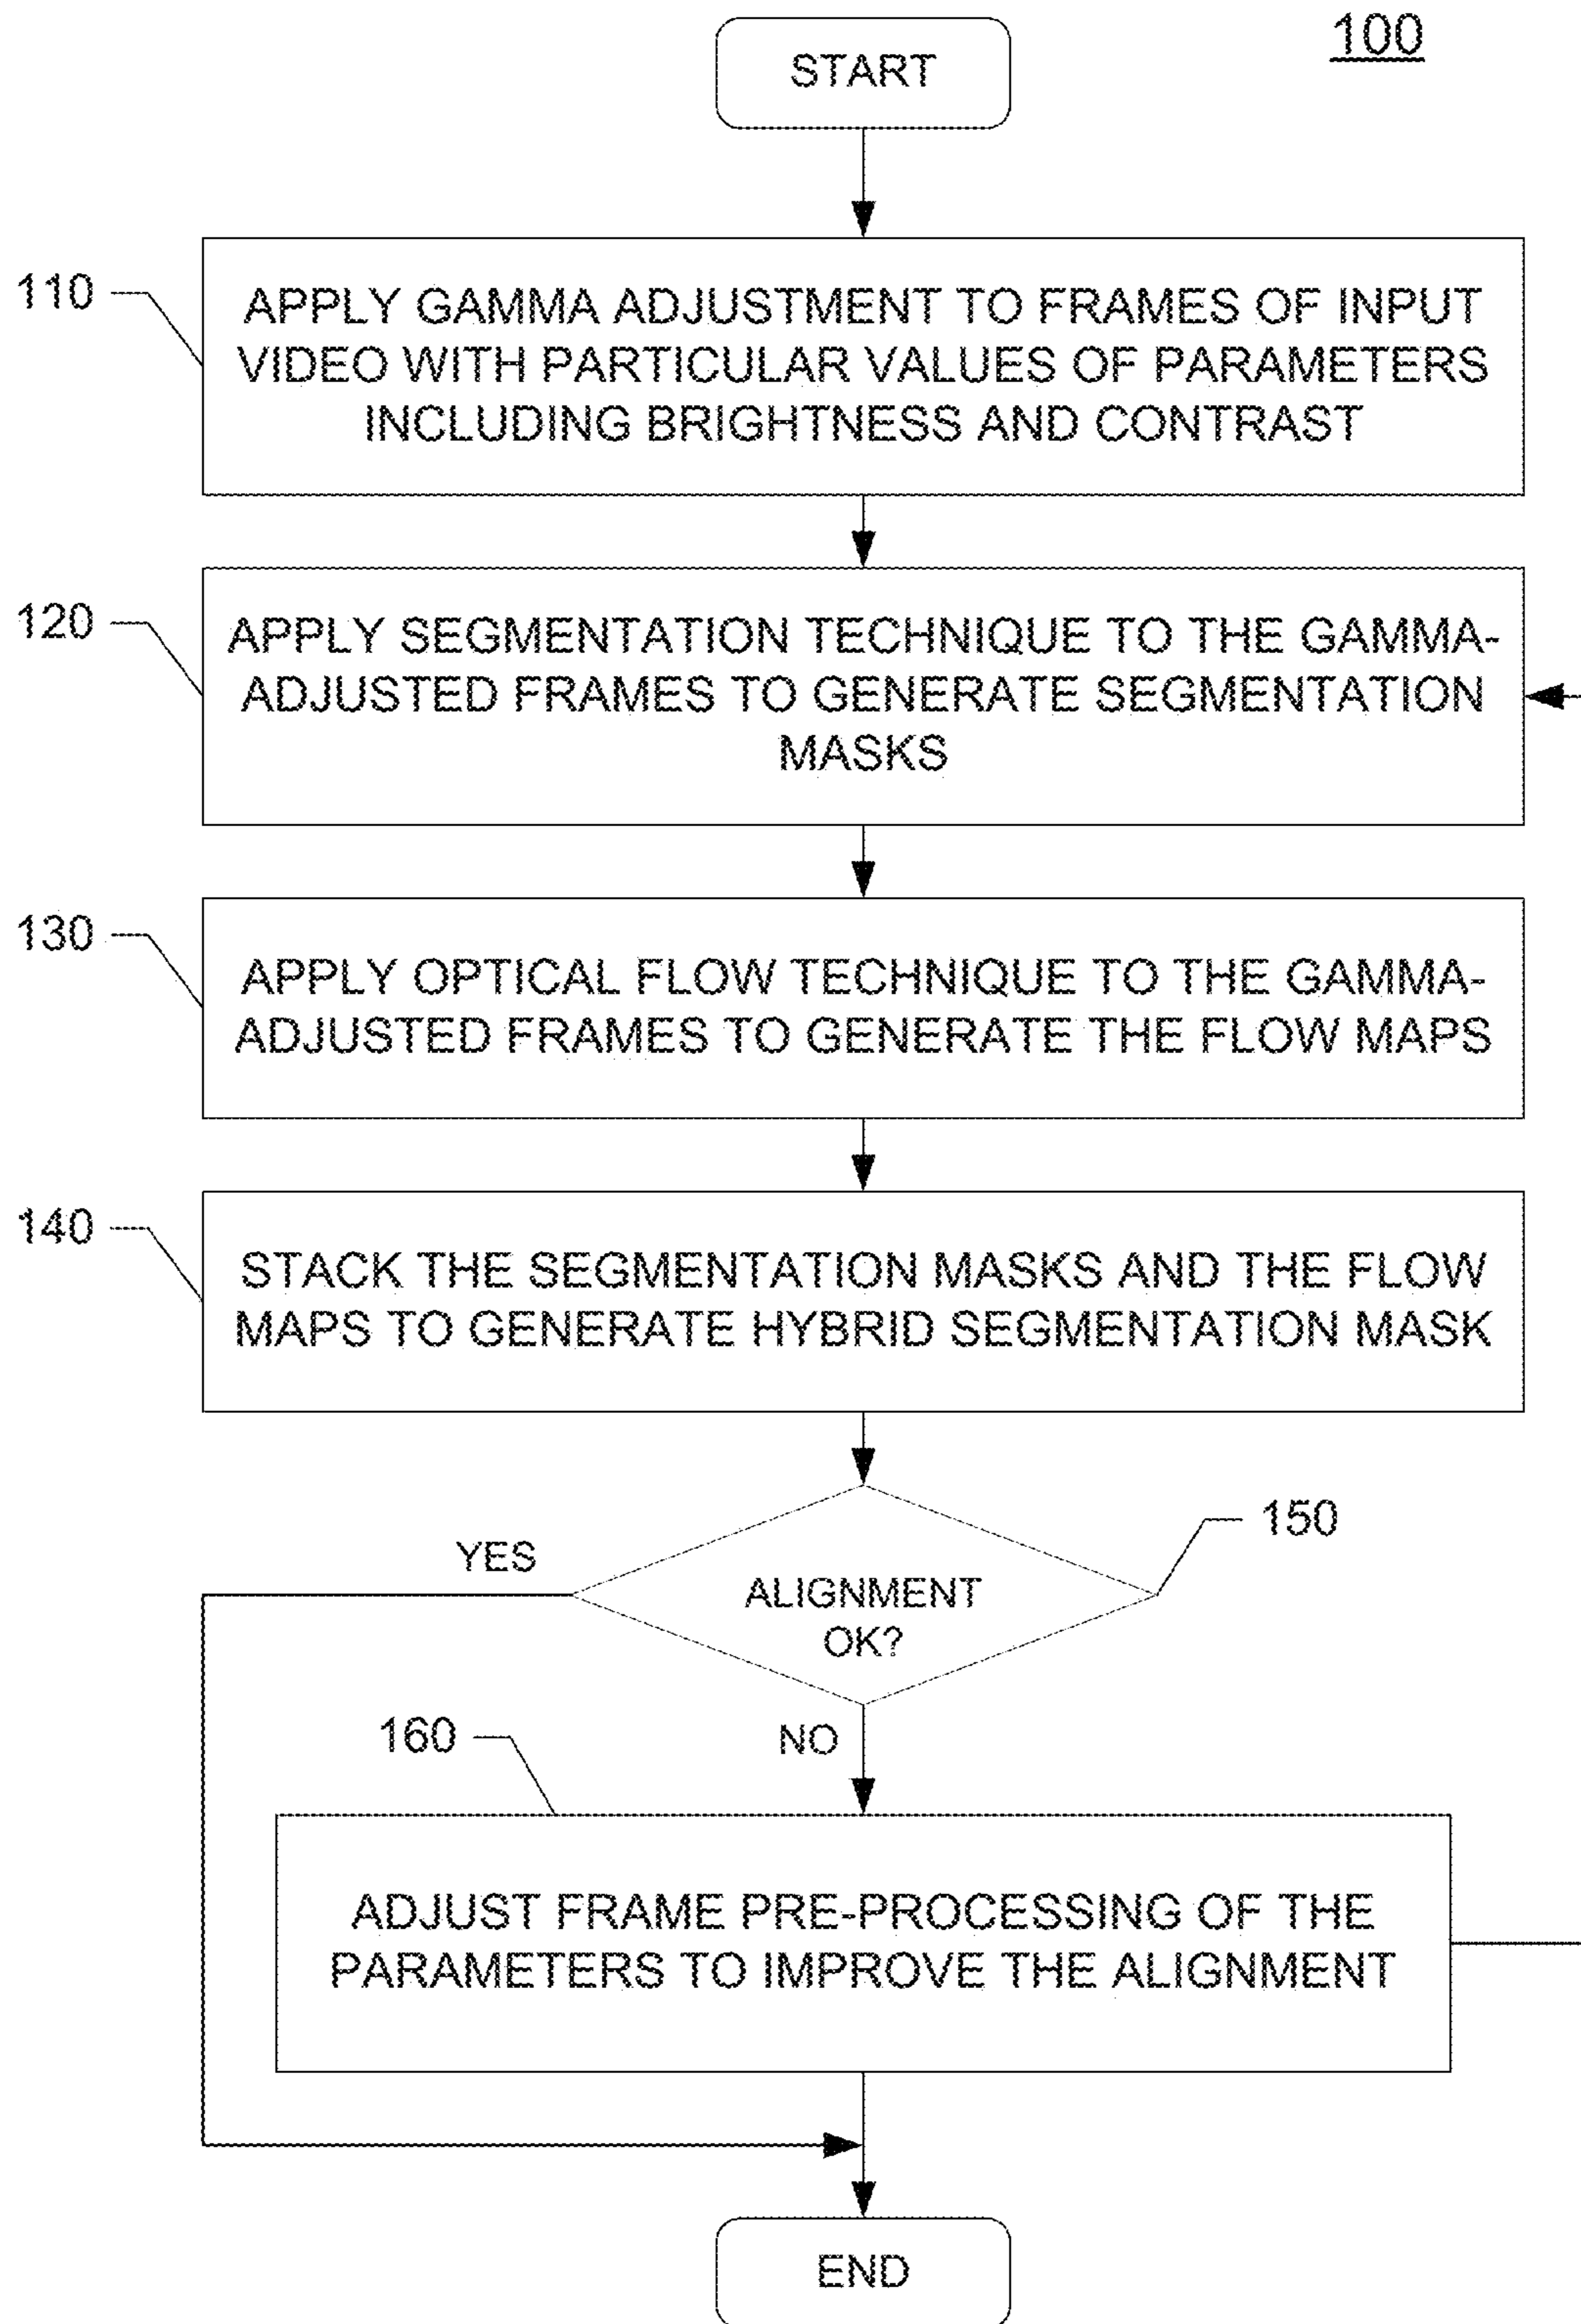 100
START
110
APPLY GAMMA ADJUSTMENT TO FRAMES OF INPUT
VIDEO WITH PARTICULAR VALUES OF PARAMETERS
INCLUDING BRIGHTNESS AND CONTRAST
120
APPLY SEGMENTATION TECHNIQUE TO THE GAMMA-
ADJUSTED FRAMES TO GENERATE SEGMENTATION
MASKS
130
APPLY OPTICAL FLOW TECHNIQUE TO THE GAMMA-
ADJUSTED FRAMES TO GENERATE THE FLOW MAPS
140
STACK THE SEGMENTATION MASKS AND THE FLOW
MAPS TO GENERATE HYBRID SEGMENTATION MASK
150
YES
ALIGNMENT
OK?
160
NO
ADJUST FRAME PRE-PROCESSING OF THE
PARAMETERS TO IMPROVE THE ALIGNMENT
END